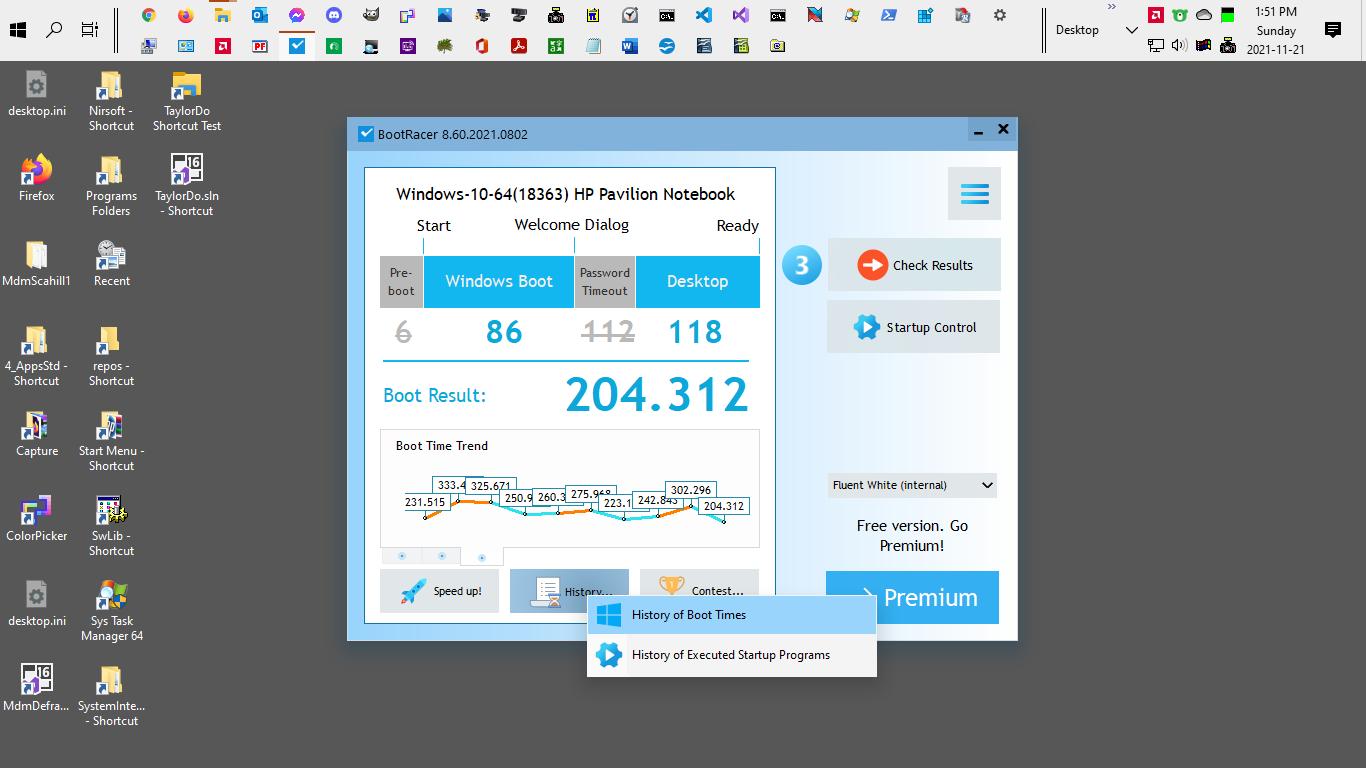 1:51 PM
Sunday
2021-11-21
Desktop
desktop.ini
Nirsoft -
Shortcut
TaylorDo
Shortcut Test
Firefox
Programs
Folders
TaylorDo.sln
- Shortcut
MdmScahill1
Recent
4_AppsStd -
Shortcut
repos -
Shortcut
Capture
Start Menu -
Shortcut
ColorPicker
SwLib -
Shortcut
desktop.ini
Sys Task
Manager 64
MdmDefra...
SystemInte...
- Shortcut
16
16
BootRacer 8.60.2021.0802
Windows-10-64(18363) HP Pavilion Notebook
Start
Welcome Dialog
Ready
Pre-
boot
Windows Boot
Password
Timeout
Desktop
6
86
112
118
Boot Result:
204.312
Boot Time Trend
231.515
333.4
325.671
250.9
260.3
275.968
223.1
242.843
302.296
204.312
Speed up!
History...
Contest...
3
Check Results
Startup Control
Fluent White (internal)
Free version. Go
Premium!
Premium
History of Boot Times
History of Executed Startup Programs